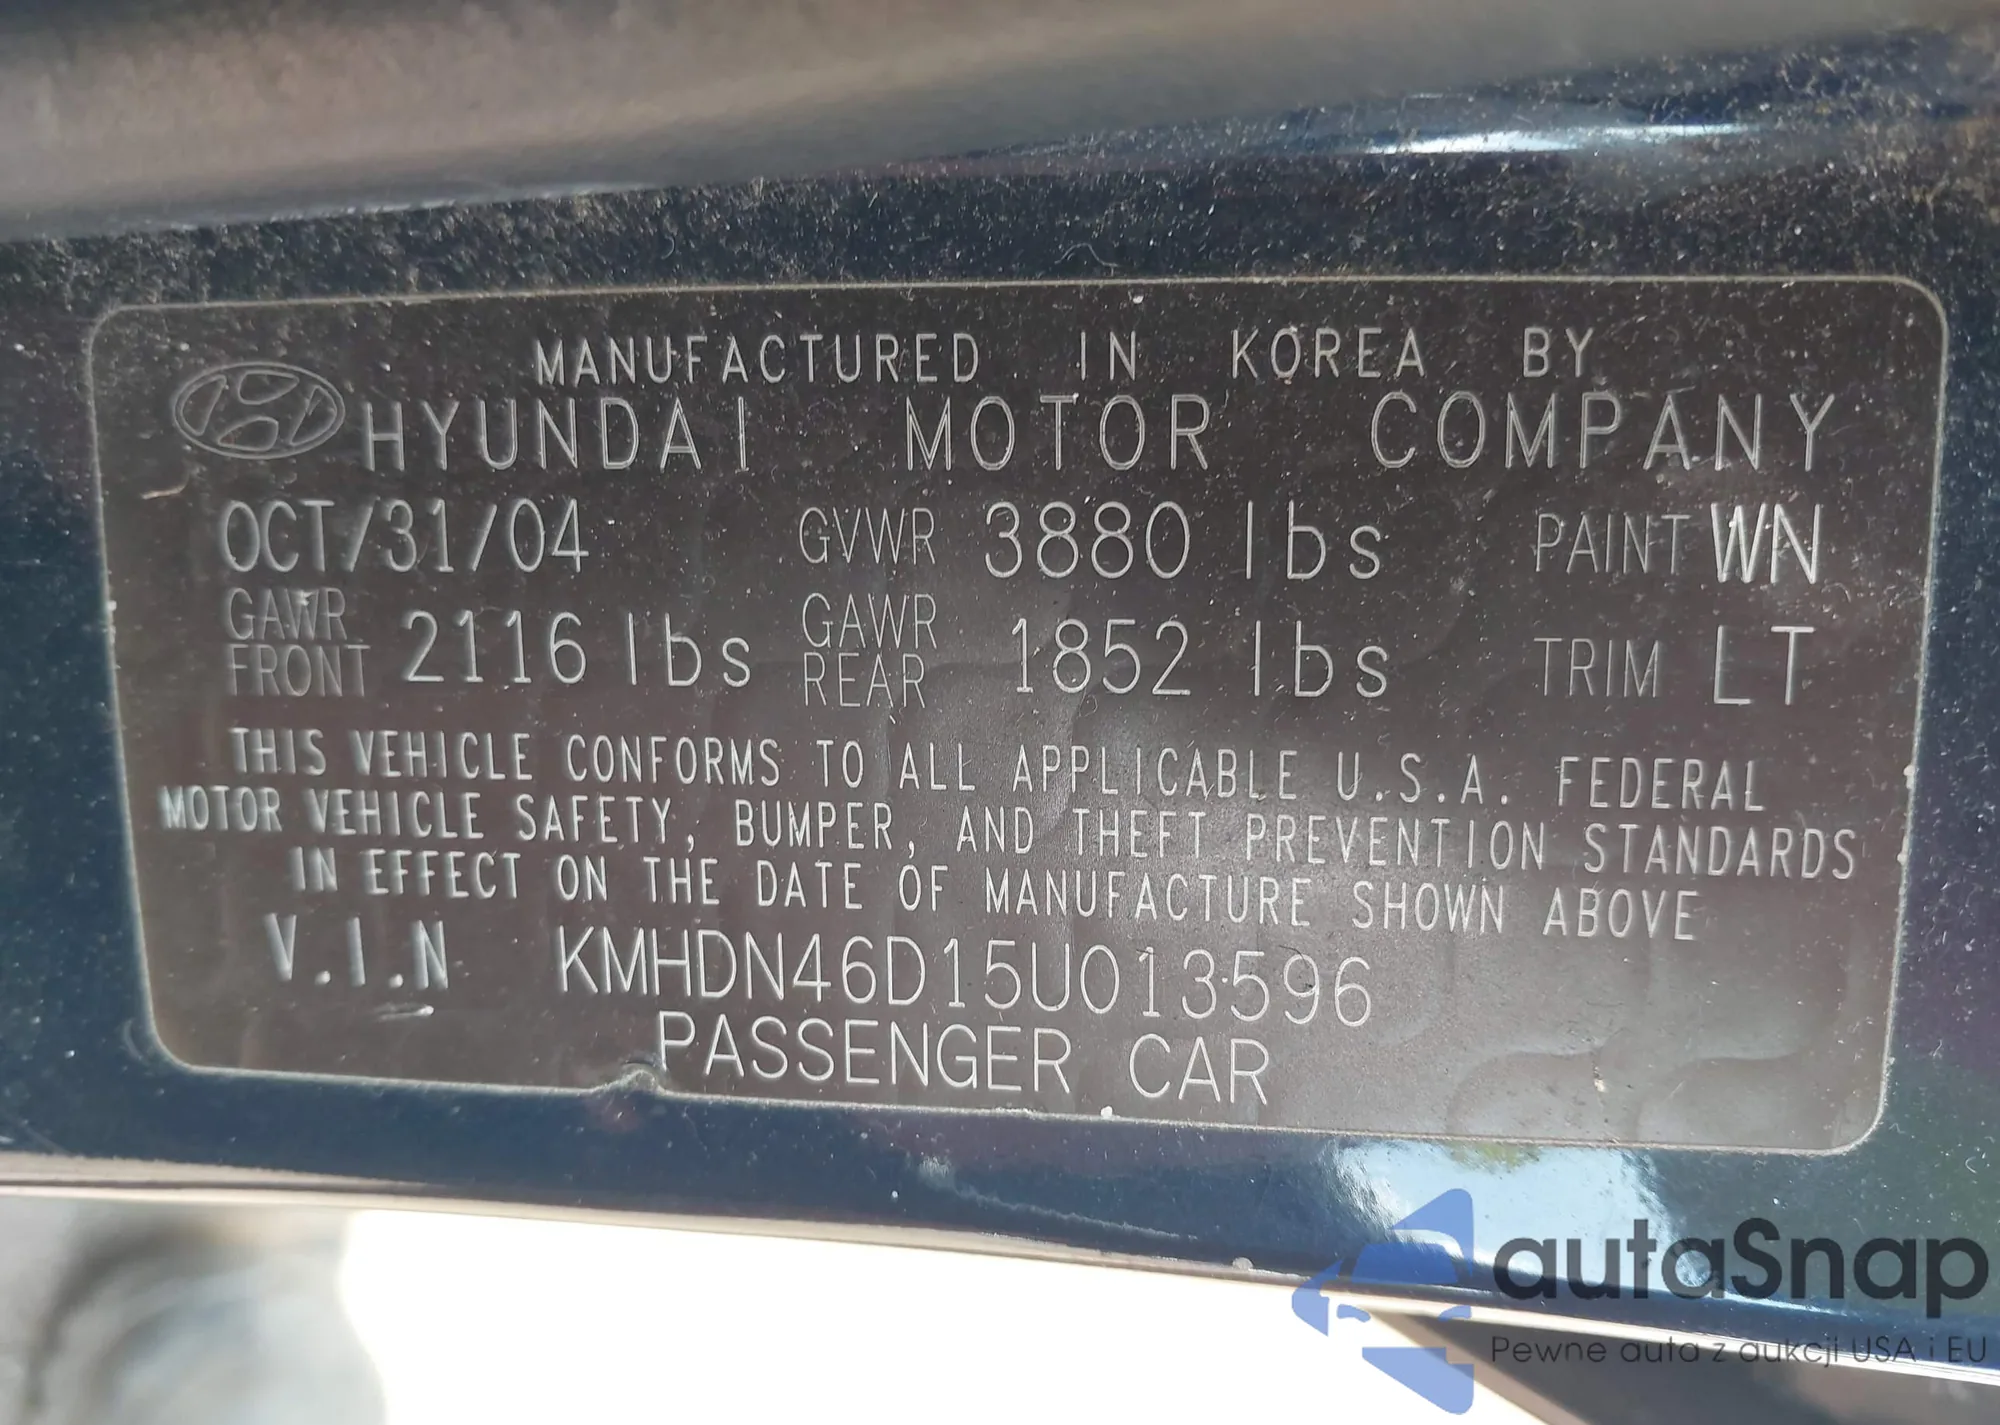 MANUFACTURED IN KOREA BY
HYUNDAI MOTOR COMPANY
OCT/31/04 GVWR 3880 lbs PAINT WN
GAWR FRONT 2116 lbs GAWR REAR 1852 lbs TRIM LT
THIS VEHICLE CONFORMS TO ALL APPLICABLE U.S.A. FEDERAL
MOTOR VEHICLE SAFETY, BUMPER, AND THEFT PREVENTION STANDARDS
IN EFFECT ON THE DATE OF MANUFACTURE SHOWN ABOVE
V.I.N KMHDN46D15U013596
PASSENGER CAR
autaSnap
Pewne auta z aukcji USA i EU